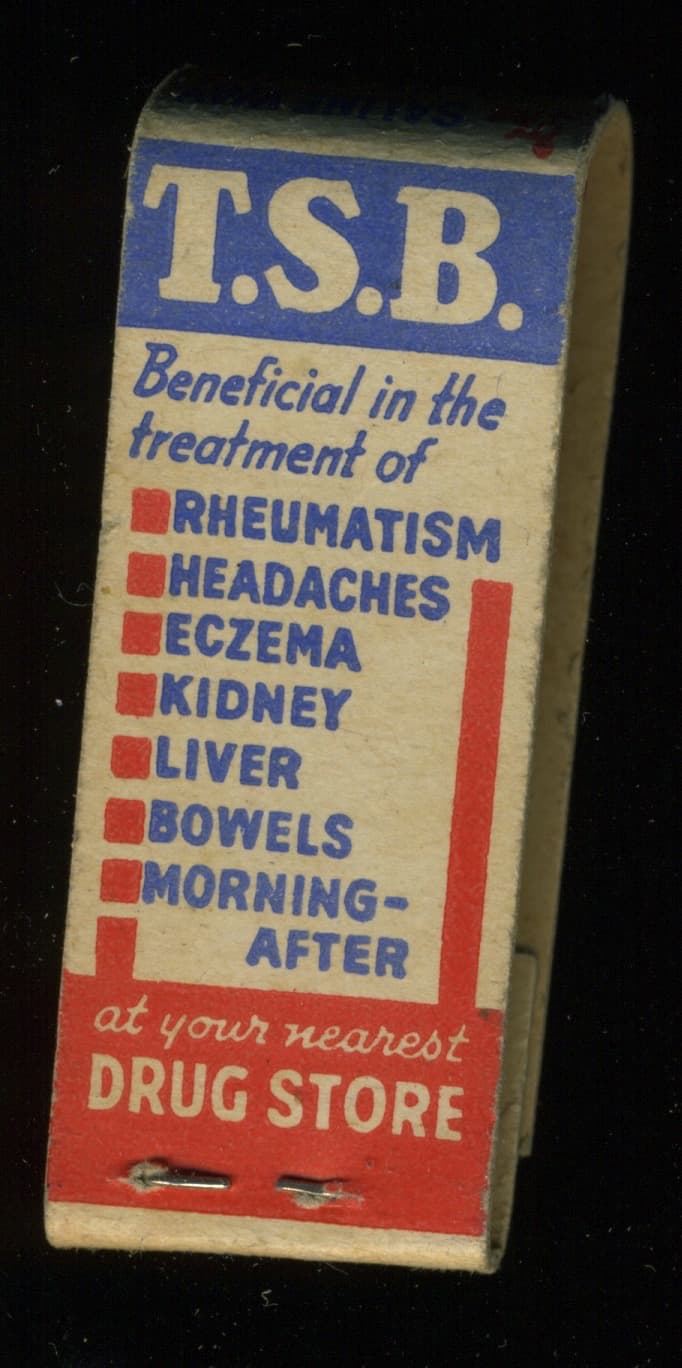 T.S.B.
Beneficial in the
treatment of
RHEUMATISM
HEADACHES
ECZEMA
KIDNEY
LIVER
BOWELS
MORNING-
AFTER
at your nearest
DRUG STORE